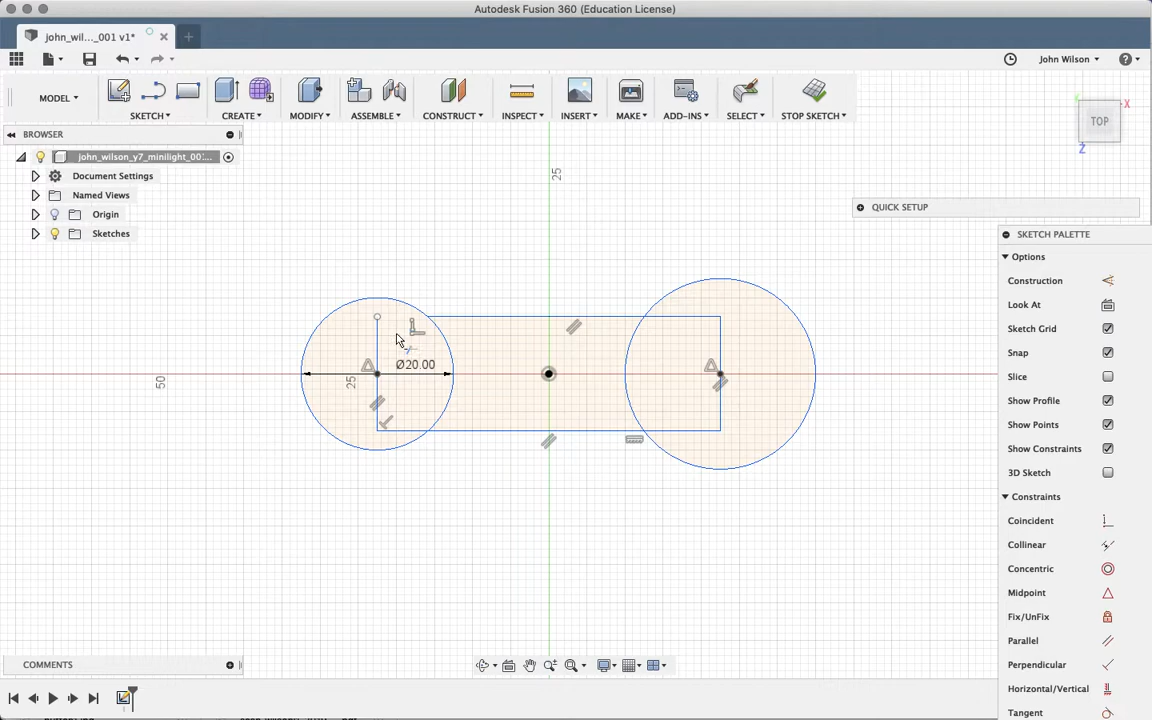 Autodesk Fusion 360 (Education License)
john_wil..._001 v1*
John Wilson
MODEL
SKETCH
CREATE
MODIFY
ASSEMBLE
CONSTRUCT
INSPECT
INSERT
MAKE
ADD-INS
SELECT
STOP SKETCH
BROWSER
john_wilson_y7_minilight_00'...
Document Settings
Named Views
Origin
Sketches
TOP
X
Z
QUICK SETUP
SKETCH PALETTE
Options
Construction
Look At
Sketch Grid
Snap
Slice
Show Profile
Show Points
Show Constraints
3D Sketch
Constraints
Coincident
Collinear
Concentric
Midpoint
Fix/UnFix
Parallel
Perpendicular
Horizontal/Vertical
Tangent
25
50
25
Ø20.00
COMMENTS